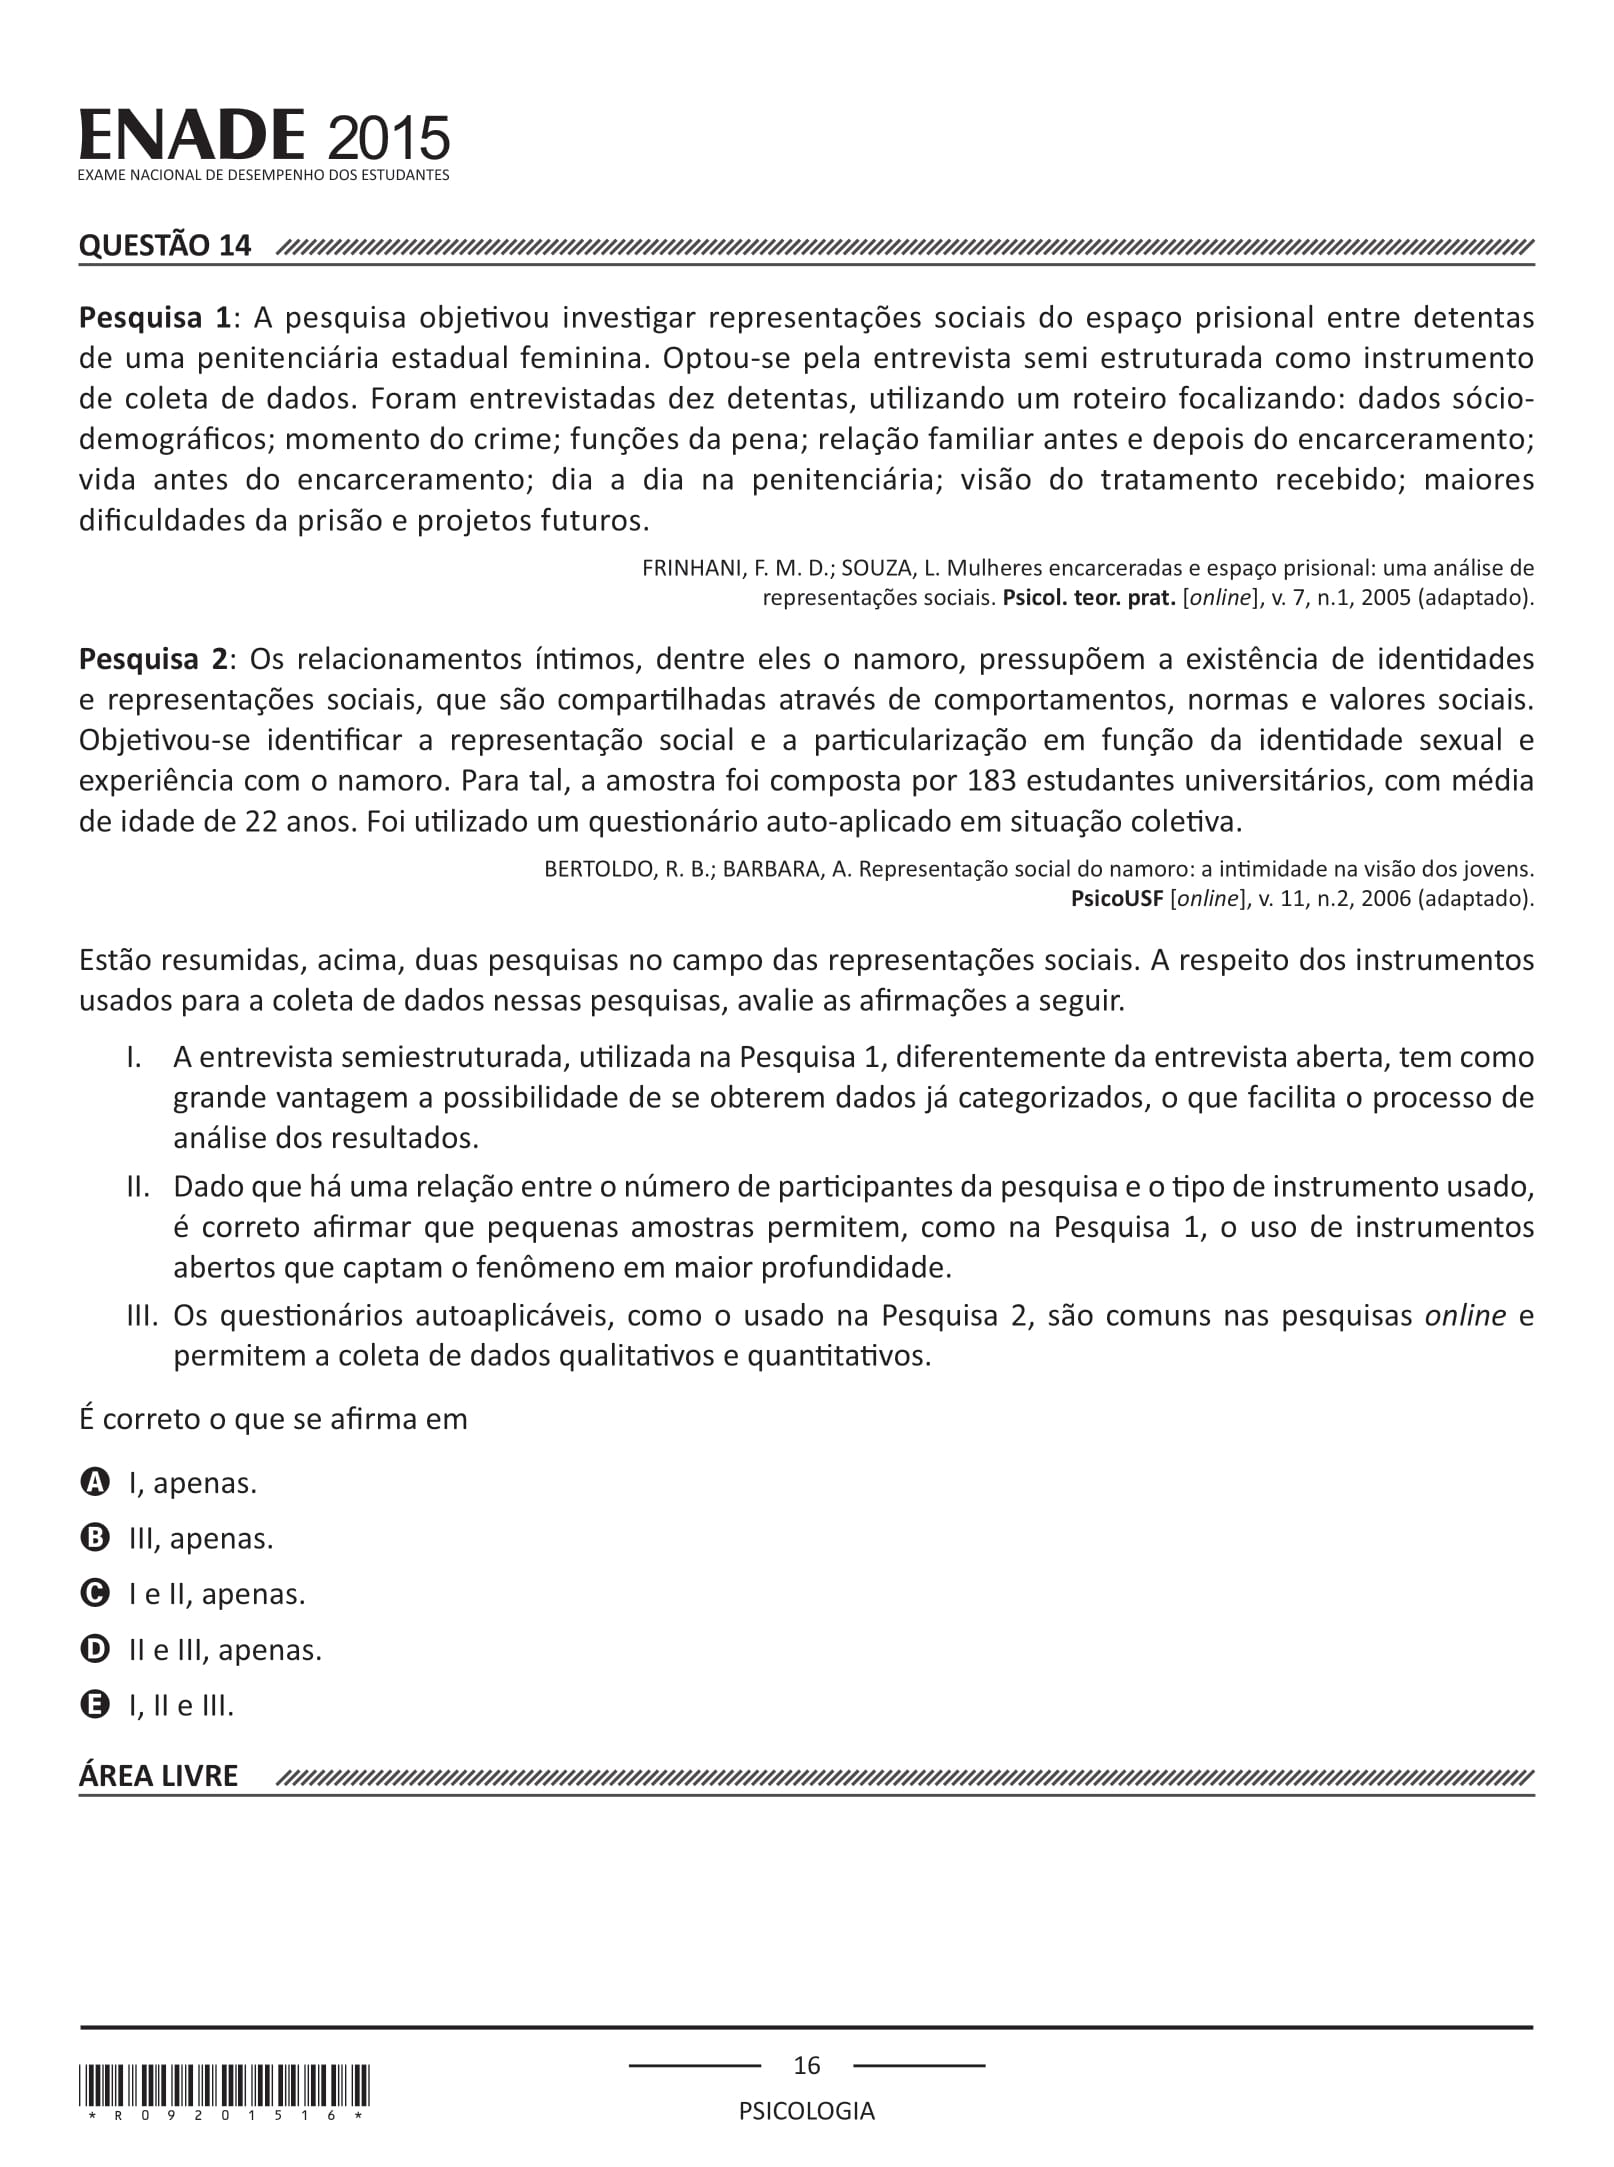 ENADE 2015
EXAME NACIONAL DE DESEMPENHO DOS ESTUDANTES
QUESTÃO 14
Pesquisa 1: A pesquisa objetivou investigar representações sociais do espaço prisional entre detentas
de uma penitenciária estadual feminina. Optou-se pela entrevista semi estruturada como instrumento
de coleta de dados. Foram entrevistadas dez detentas, utilizando um roteiro focalizando: dados sócio-
demográficos; momento do crime; funções da pena; relação familiar antes e depois do encarceramento;
vida antes do encarceramento; dia a dia na penitenciária; visão do tratamento recebido; maiores
dificuldades da prisão e projetos futuros.
FRINHANI, F. M. D.; SOUZA, L. Mulheres encarceradas e espaço prisional: uma análise de
representações sociais. Psicol. teor. prat. [online], v. 7, n.1, 2005 (adaptado).
Pesquisa 2: Os relacionamentos íntimos, dentre eles o namoro, pressupõem a existência de identidades
e representações sociais, que são compartilhadas através de comportamentos, normas e valores sociais.
Objetivou-se identificar a representação social e a particularização em função da identidade sexual e
experiência com o namoro. Para tal, a amostra foi composta por 183 estudantes universitários, com média
de idade de 22 anos. Foi utilizado um questionário auto-aplicado em situação coletiva.
BERTOLDO, R. B.; BARBARA, A. Representação social do namoro: a intimidade na visão dos jovens.
PsicoUSF [online], v. 11, n.2, 2006 (adaptado).
Estão resumidas, acima, duas pesquisas no campo das representações sociais. A respeito dos instrumentos
usados para a coleta de dados nessas pesquisas, avalie as afirmações a seguir.
I. A entrevista semiestruturada, utilizada na Pesquisa 1, diferentemente da entrevista aberta, tem como
grande vantagem a possibilidade de se obterem dados já categorizados, o que facilita o processo de
análise dos resultados.
II. Dado que há uma relação entre o número de participantes da pesquisa e o tipo de instrumento usado,
é correto afirmar que pequenas amostras permitem, como na Pesquisa 1, o uso de instrumentos
abertos que captam o fenômeno em maior profundidade.
III. Os questionários autoaplicáveis, como o usado na Pesquisa 2, são comuns nas pesquisas online e
permitem a coleta de dados qualitativos e quantitativos.
É correto o que se afirma em
A I, apenas.
B III, apenas.
C I e II, apenas.
D II e III, apenas.
E I, II e III.
ÁREA LIVRE
16
PSICOLOGIA
* R 0 9 2 0 1 5 1 6 *